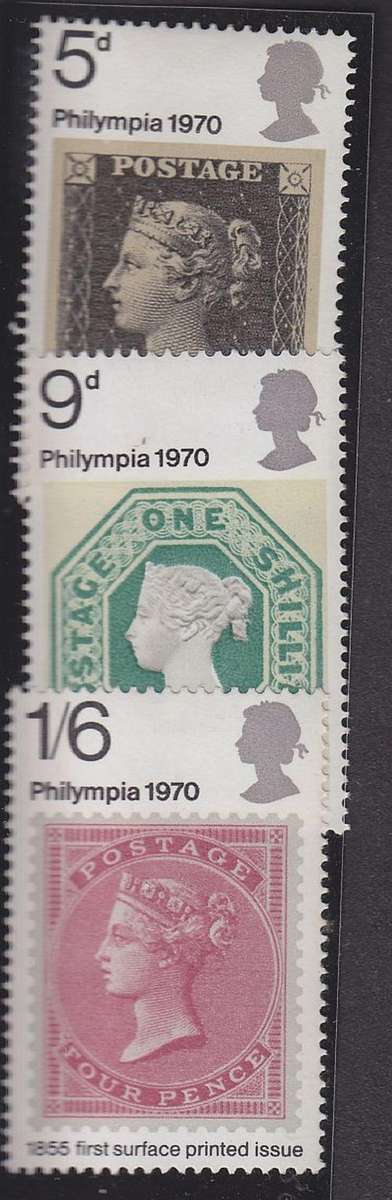 5d
Philympia 1970
POSTAGE
9d
Philympia 1970
STAGE ONE SHILLI
1/6
Philympia 1970
POSTAGE
FOUR PENCE
1855 first surface printed issue